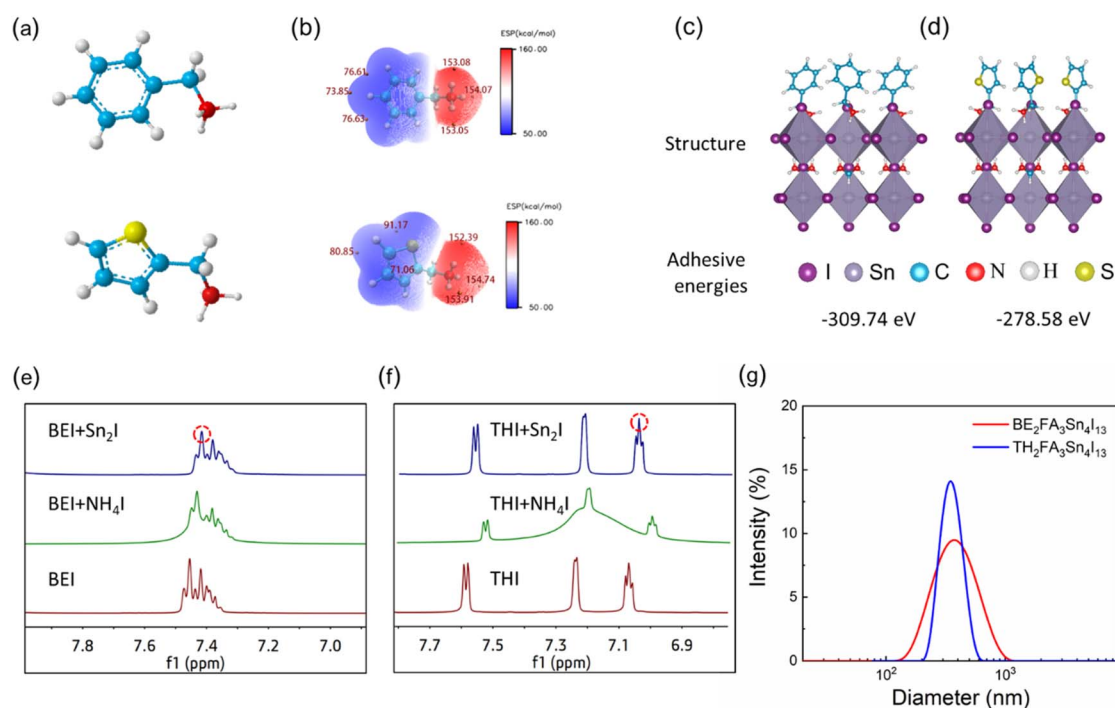 (a)
(b)
(c)
(d)
76.61
73.85
76.63
153.08
154.07
153.05
ESP(kcal/mol)
160.00
50.00
91.17
80.85
71.06
152.39
154.74
153.91
ESP(kcal/mol)
160.00
50.00
Structure
Adhesive
energies
I Sn C N H S
-309.74 eV
-278.58 eV
(e)
BEI+Sn₂I
BEI+NH₄I
BEI
7.8 7.6 7.4 7.2 7.0
f1 (ppm)
(f)
THI+Sn₂I
THI+NH₄I
THI
7.7 7.5 7.3 7.1 6.9
f1 (ppm)
(g)
BE₂FA₃Sn₄I₁₃
TH₂FA₃Sn₄I₁₃
Intensity (%)
20
15
10
5
0
10² 10³
Diameter (nm)